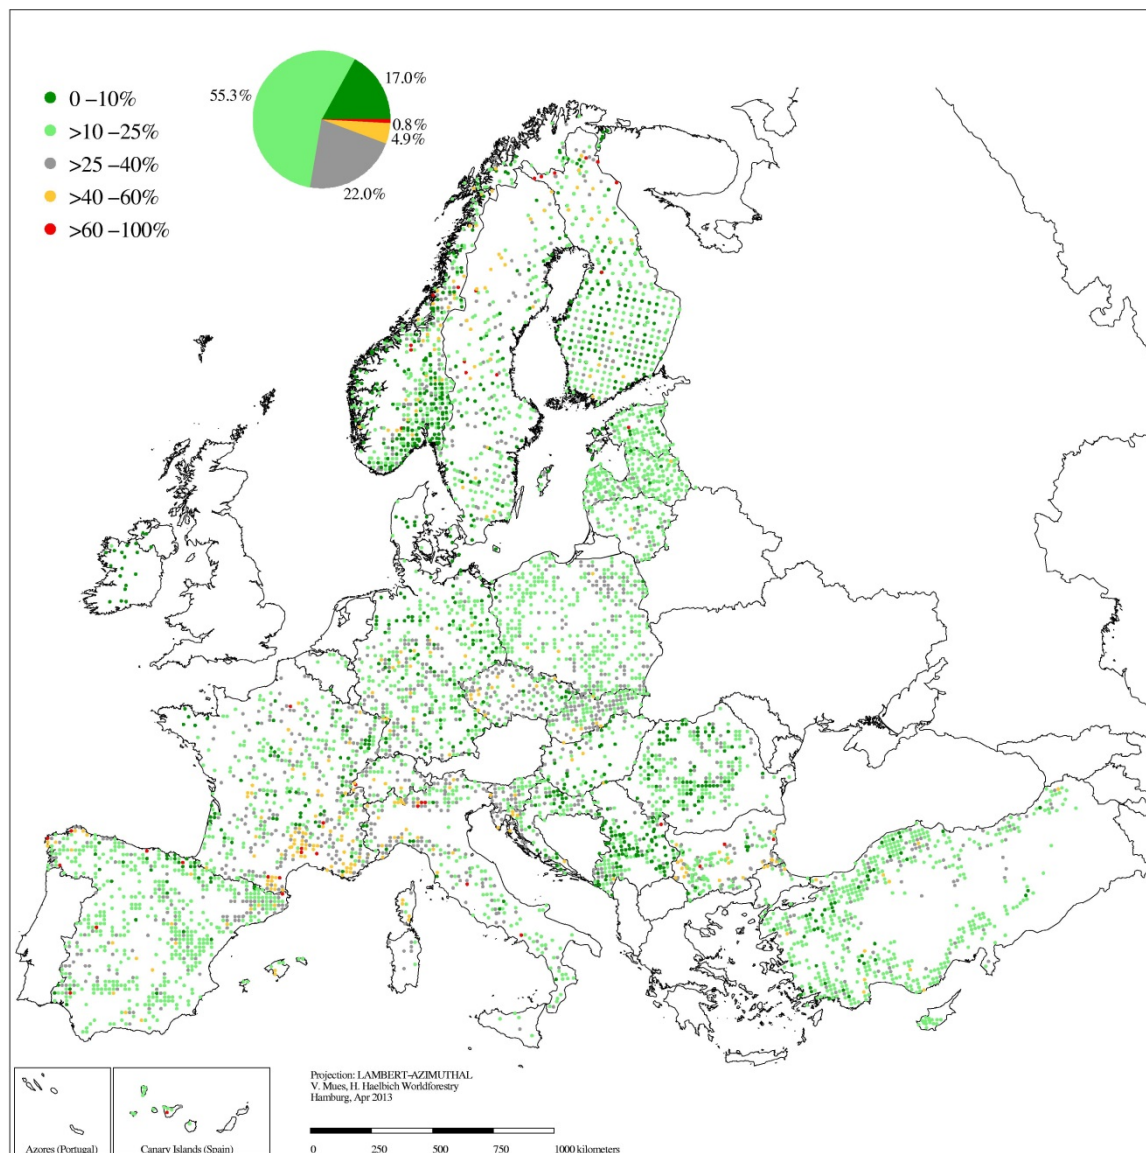 0 –10%
>10 –25%
>25 –40%
>40 –60%
>60 –100%
55.3%
17.0%
0.8%
4.9%
22.0%
Projection: LAMBERT–AZIMUTHAL
V. Mues, H. Haelbich Worldforestry
Hamburg, Apr 2013
Azores (Portugal)
Canary Islands (Spain)
0 250 500 750 1000 kilometers